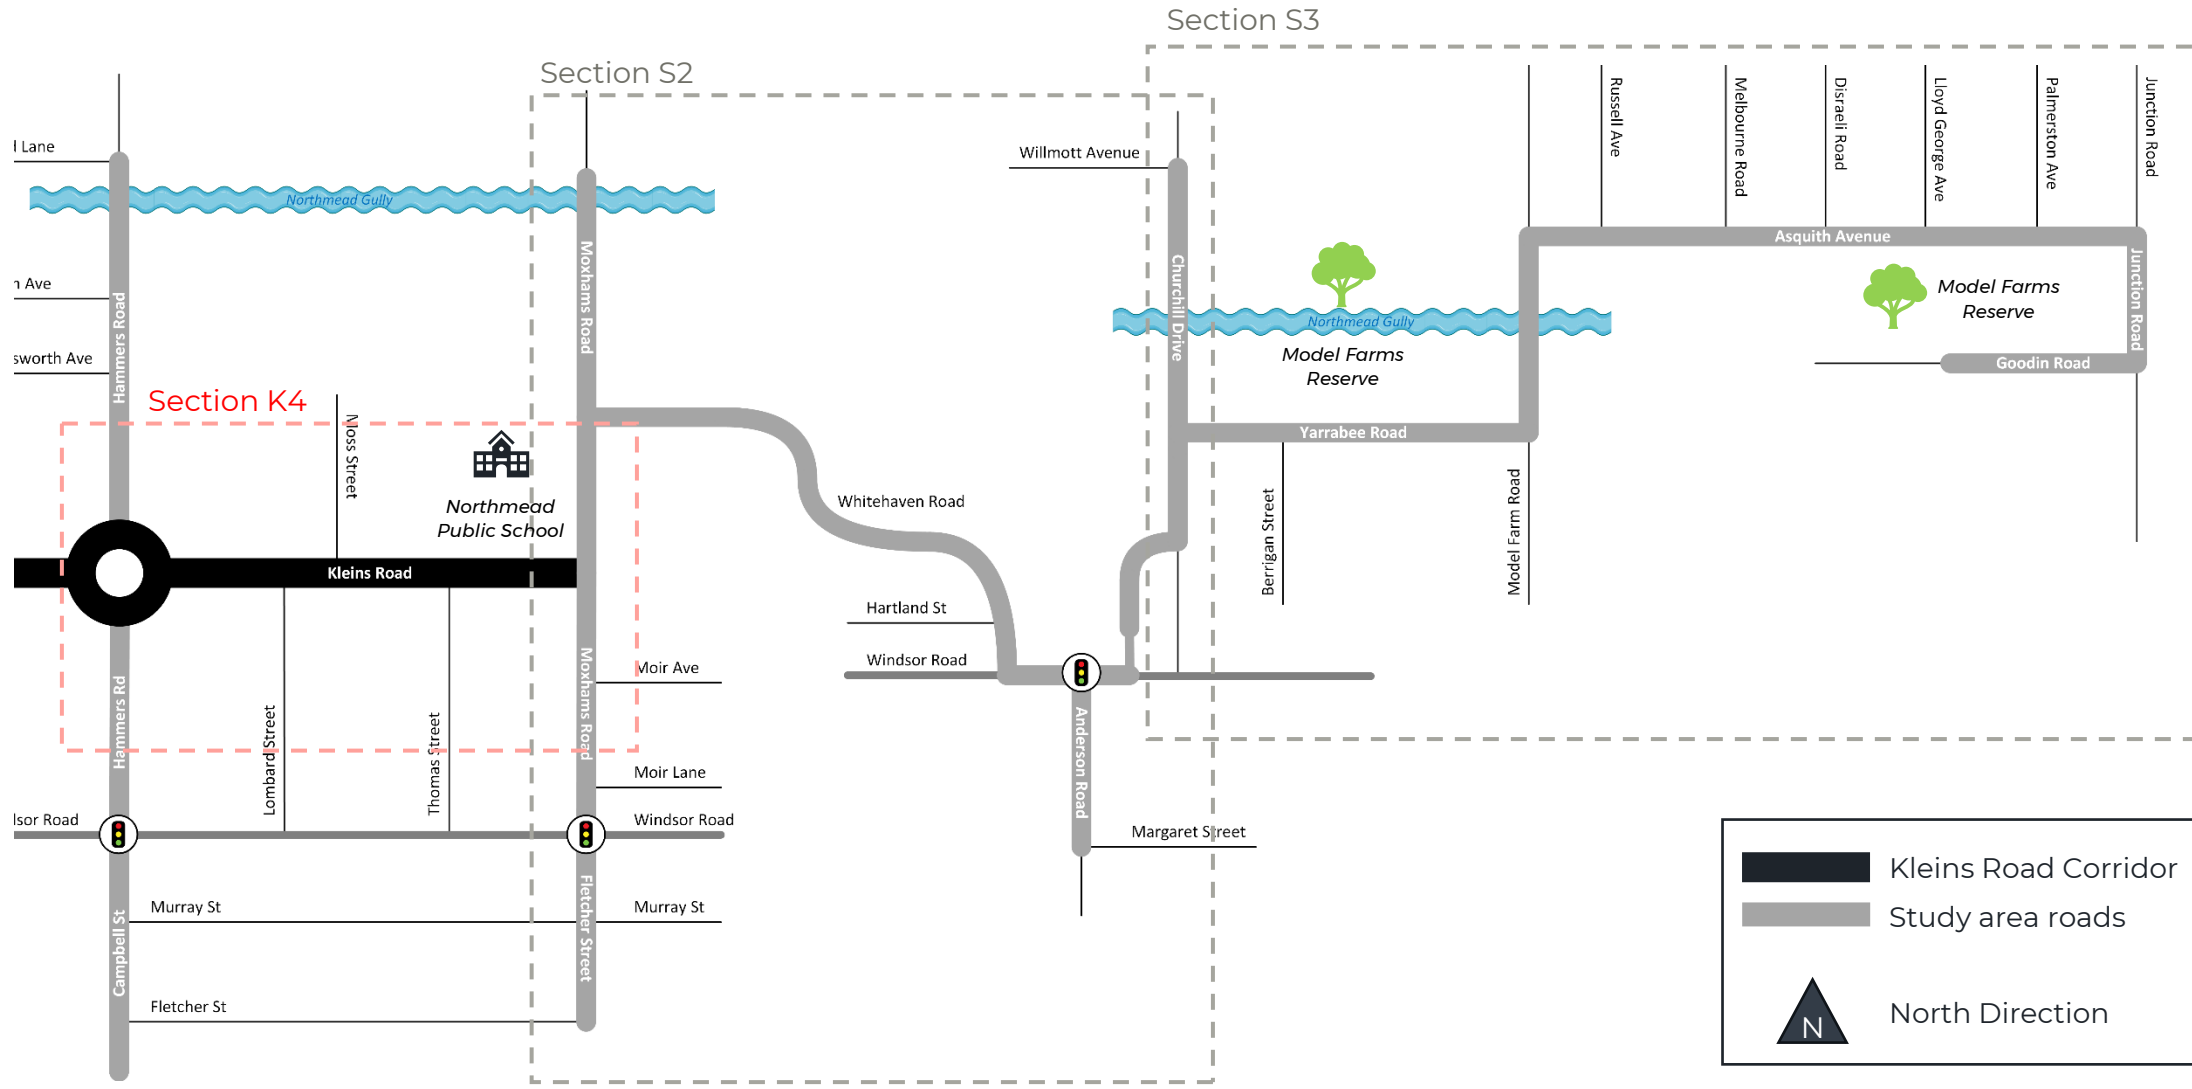 Section S3
Section S2
Russell Ave
Melbourne Road
Disraeli Road
Lloyd George Ave
Palmerston Ave
Junction Road
Lane
Willmott Avenue
Northmead Gully
Asquith Avenue
Ave
Hammers Road
Moxhams Road
Churchill Drive
Northmead Gully
Model Farms
Reserve
Model Farms
Reserve
Junction Road
sworth Ave
Goodin Road
Section K4
Moss Street
Yarrabee Road
Northmead
Public School
Whitehaven Road
Berrigan Street
Model Farm Road
Kleins Road
Hartland St
Windsor Road
Moir Ave
Hammers Rd
Moxhams Road
Lombard Street
Thomas Street
Anderson Road
Moir Lane
lsor Road
Windsor Road
Margaret Street
Kleins Road Corridor
Murray St
Murray St
Study area roads
Campbell St
Fletcher Street
Fletcher St
N
North Direction